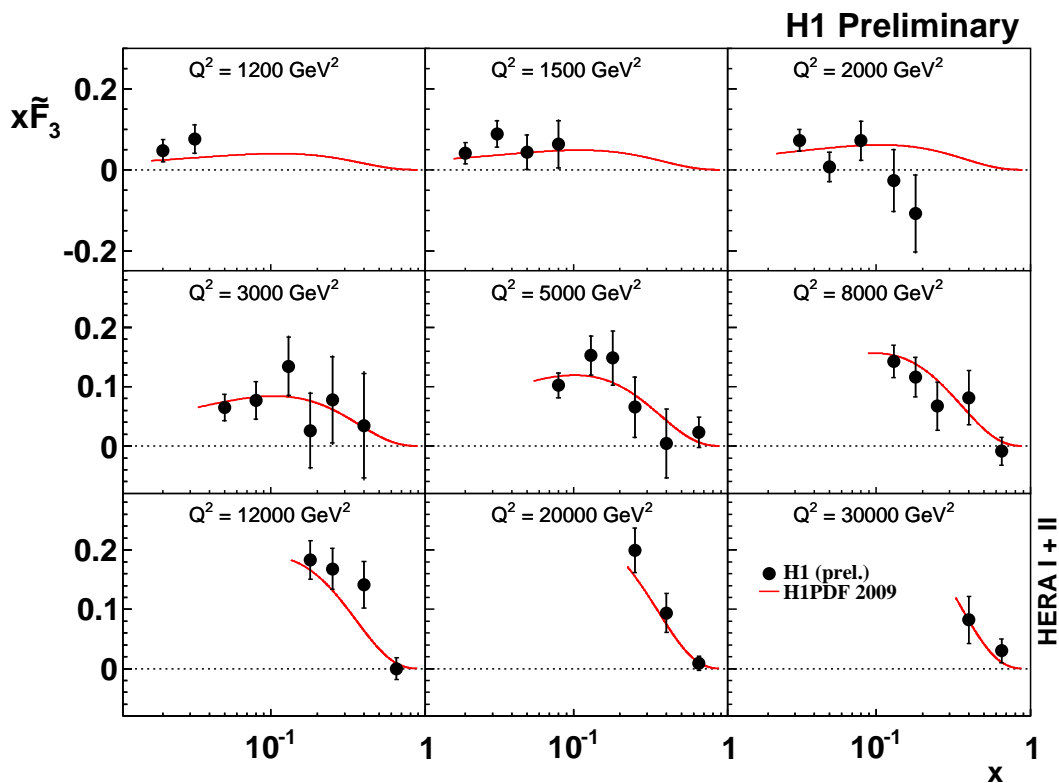 H1 Preliminary
xF̃₃
Q² = 1200 GeV²
Q² = 1500 GeV²
Q² = 2000 GeV²
0.2
0
-0.2
Q² = 3000 GeV²
Q² = 5000 GeV²
Q² = 8000 GeV²
0.2
0.1
0
Q² = 12000 GeV²
Q² = 20000 GeV²
Q² = 30000 GeV²
0.2
0.1
0
H1 (prel.)
H1PDF 2009
HERA I + II
10⁻¹ 1
10⁻¹ 1
10⁻¹ 1
x